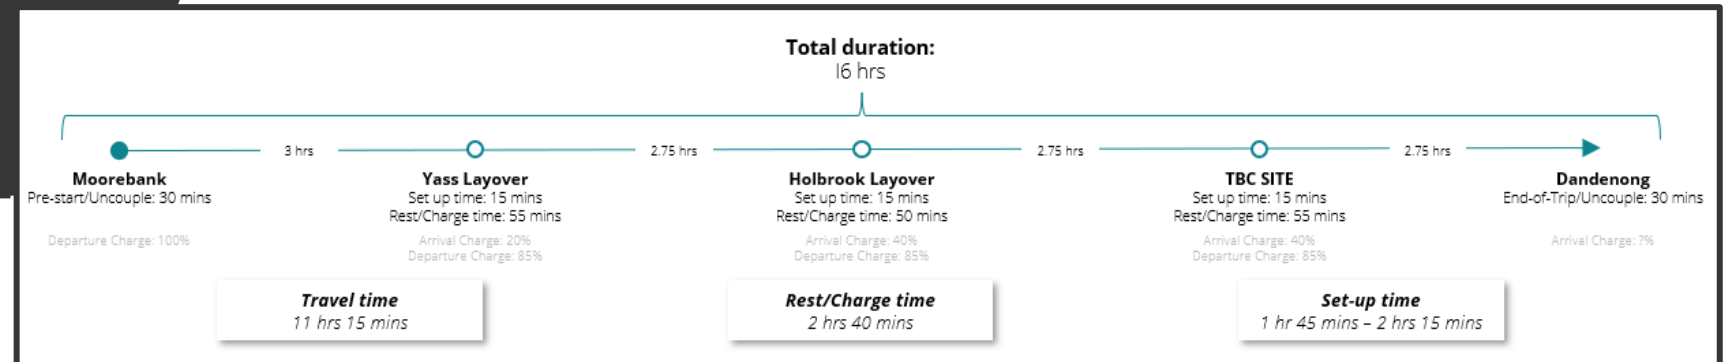 Total duration:
I6 hrs
3 hrs
2.75 hrs
2.75 hrs
2.75 hrs
Moorebank
Pre-start/Uncouple: 30 mins
Departure Charge: 100%
Yass Layover
Set up time: 15 mins
Rest/Charge time: 55 mins
Arrival Charge: 20%
Departure Charge: 85%
Holbrook Layover
Set up time: 15 mins
Rest/Charge time: 50 mins
Arrival Charge: 40%
Departure Charge: 85%
TBC SITE
Set up time: 15 mins
Rest/Charge time: 55 mins
Arrival Charge: 40%
Departure Charge: 85%
Dandenong
End-of-Trip/Uncouple: 30 mins
Arrival Charge: ?%
Travel time
11 hrs 15 mins
Rest/Charge time
2 hrs 40 mins
Set-up time
1 hr 45 mins – 2 hrs 15 mins